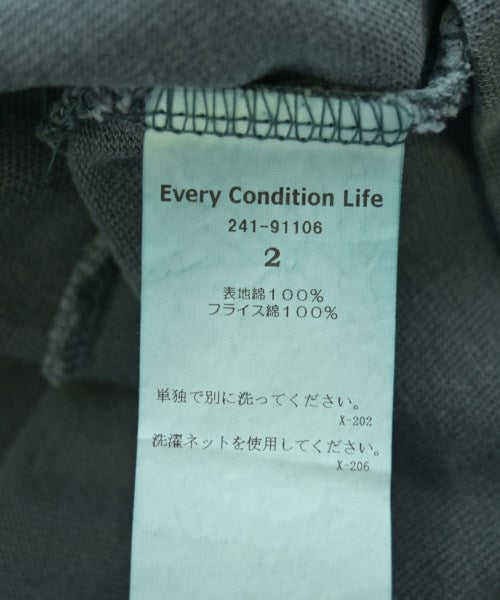 Every Condition Life
241-91106
2
表地綿１００％
フライス綿１００％
単独で別に洗ってください。
X-202
洗濯ネットを使用してください。
X-206